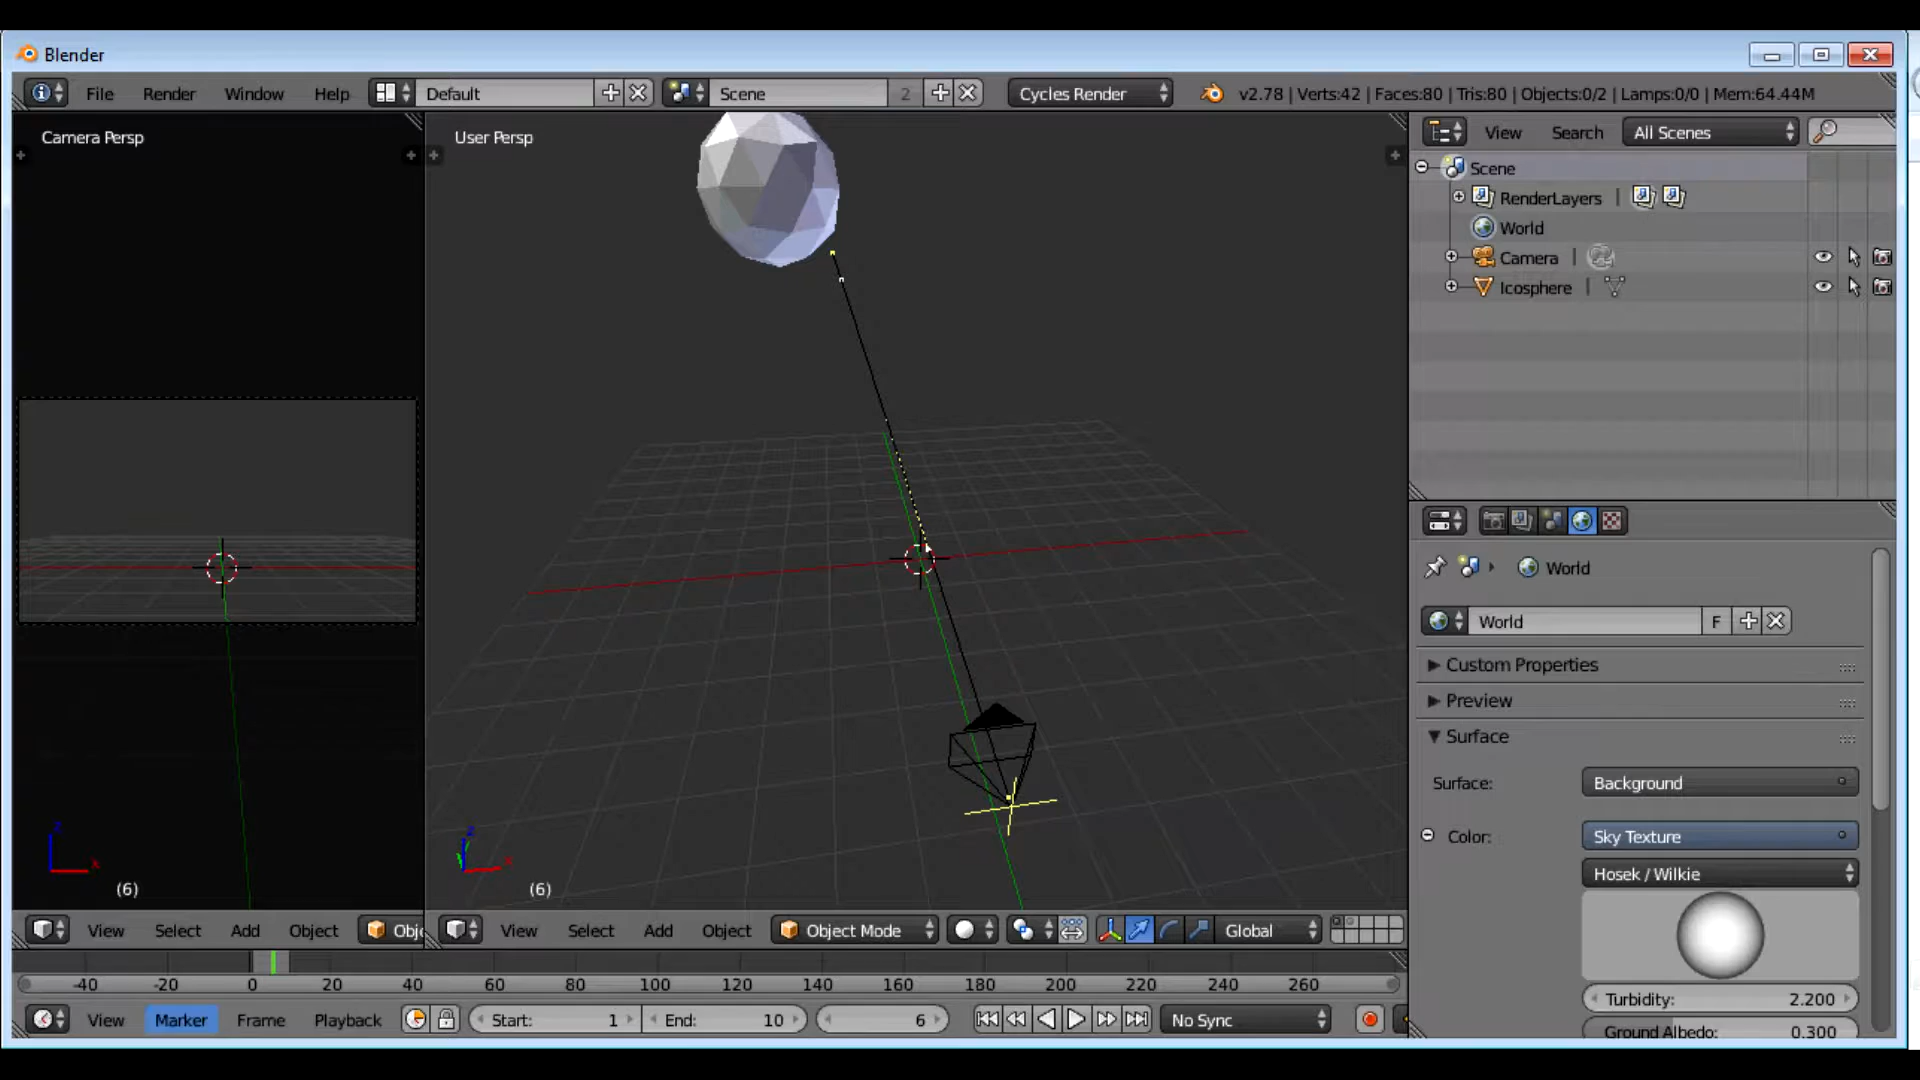 Blender
File Render Window Help Default Scene 2 Cycles Render v2.78 | Verts:42 | Faces:80 | Tris:80 | Objects:0/2 | Lamps:0/0 | Mem:64.44M
Camera Persp
User Persp
View Search All Scenes
Scene
RenderLayers
World
Camera
Icosphere
World
World F
Custom Properties
Preview
Surface
Surface: Background
Color: Sky Texture
Hosek / Wilkie
Turbidity: 2.200
Ground Albedo: 0.300
z x
(6)
z x
(6)
View Select Add Object Obj
View Select Add Object Object Mode Global
-40 -20 0 20 40 60 80 100 120 140 160 180 200 220 240 260
View Marker Frame Playback Start: 1 End: 10 6 No Sync